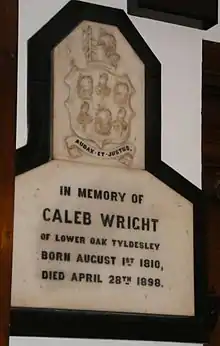 AUDAX·ET·JUSTUS.
IN MEMORY OF
CALEB WRIGHT
OF LOWER OAK TYLDESLEY
BORN AUGUST 1ST 1810,
DIED APRIL 28TH 1898.